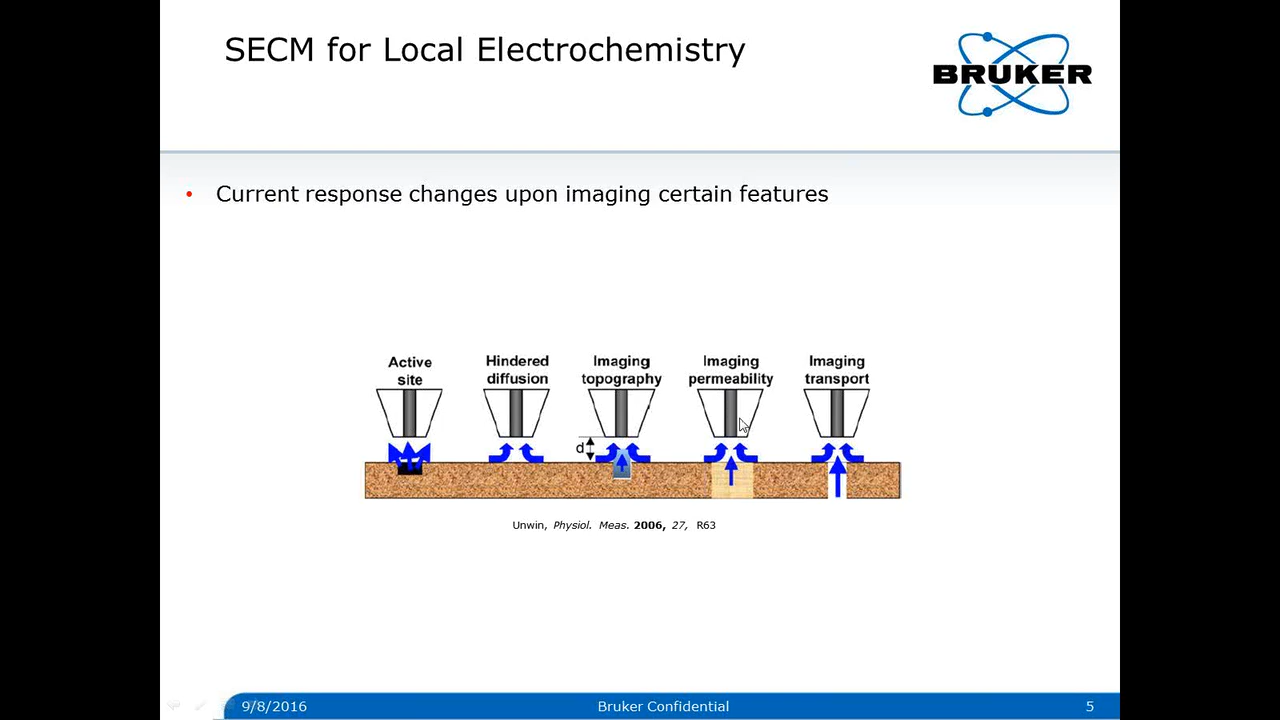 SECM for Local Electrochemistry
BRUKER
• Current response changes upon imaging certain features
Active site
Hindered diffusion
Imaging topography
Imaging permeability
Imaging transport
d
Unwin, Physiol. Meas. 2006, 27, R63
9/8/2016
Bruker Confidential
5